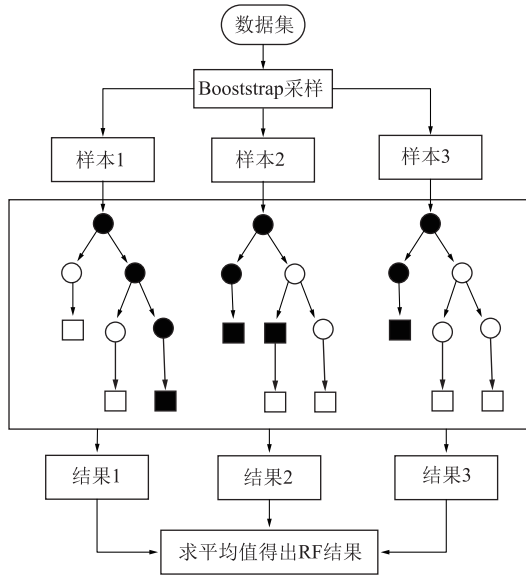 数据集
Booststrap采样
样本1
样本2
样本3
结果1
结果2
结果3
求平均值得出RF结果